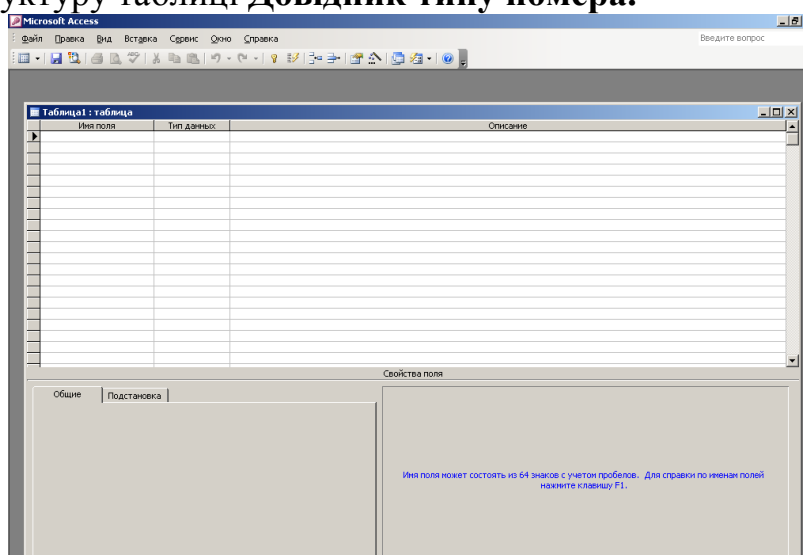 уктуру таблиці Довідник типу номера.
Microsoft Access
Файл Правка Вид Вставка Сервис Окно Справка Введите вопрос
Таблица1 : таблица
Имя поля Тип данных Описание
Свойства поля
Общие Подстановка
Имя поля может состоять из 64 знаков с учетом пробелов. Для справки по именам полей
нажмите клавишу F1.